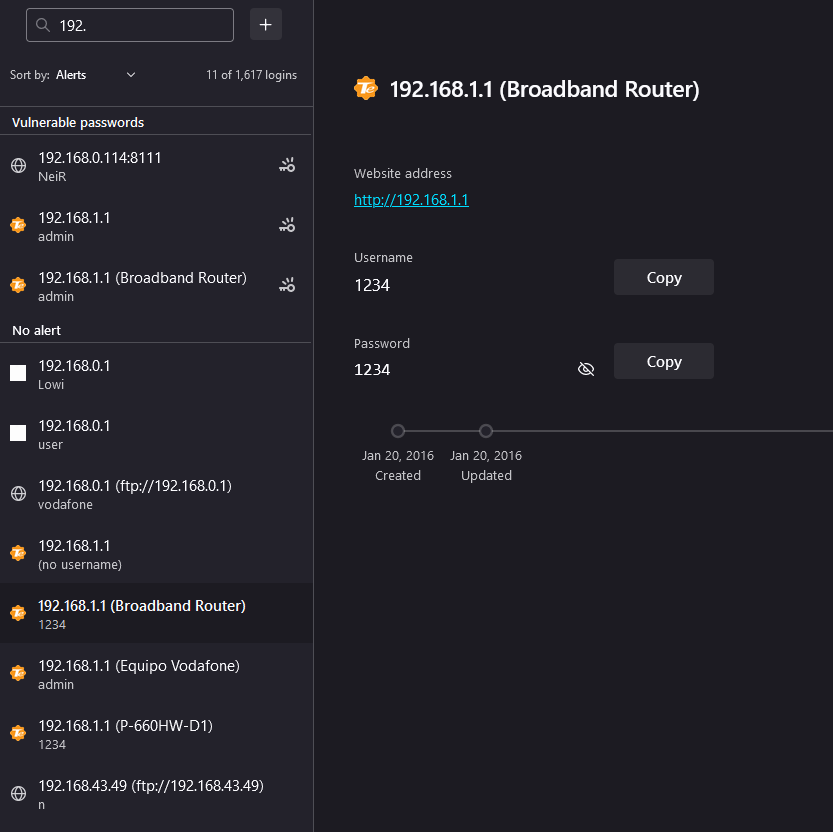 192.
+
Sort by: Alerts
11 of 1,617 logins
Vulnerable passwords
192.168.0.114:8111
NeiR
192.168.1.1
admin
192.168.1.1 (Broadband Router)
admin
No alert
192.168.0.1
Lowi
192.168.0.1
user
192.168.0.1 (ftp://192.168.0.1)
vodafone
192.168.1.1
(no username)
192.168.1.1 (Broadband Router)
1234
192.168.1.1 (Equipo Vodafone)
admin
192.168.1.1 (P-660HW-D1)
1234
192.168.43.49 (ftp://192.168.43.49)
n
192.168.1.1 (Broadband Router)
Website address
http://192.168.1.1
Username
1234
Copy
Password
1234
Copy
Jan 20, 2016
Created
Jan 20, 2016
Updated